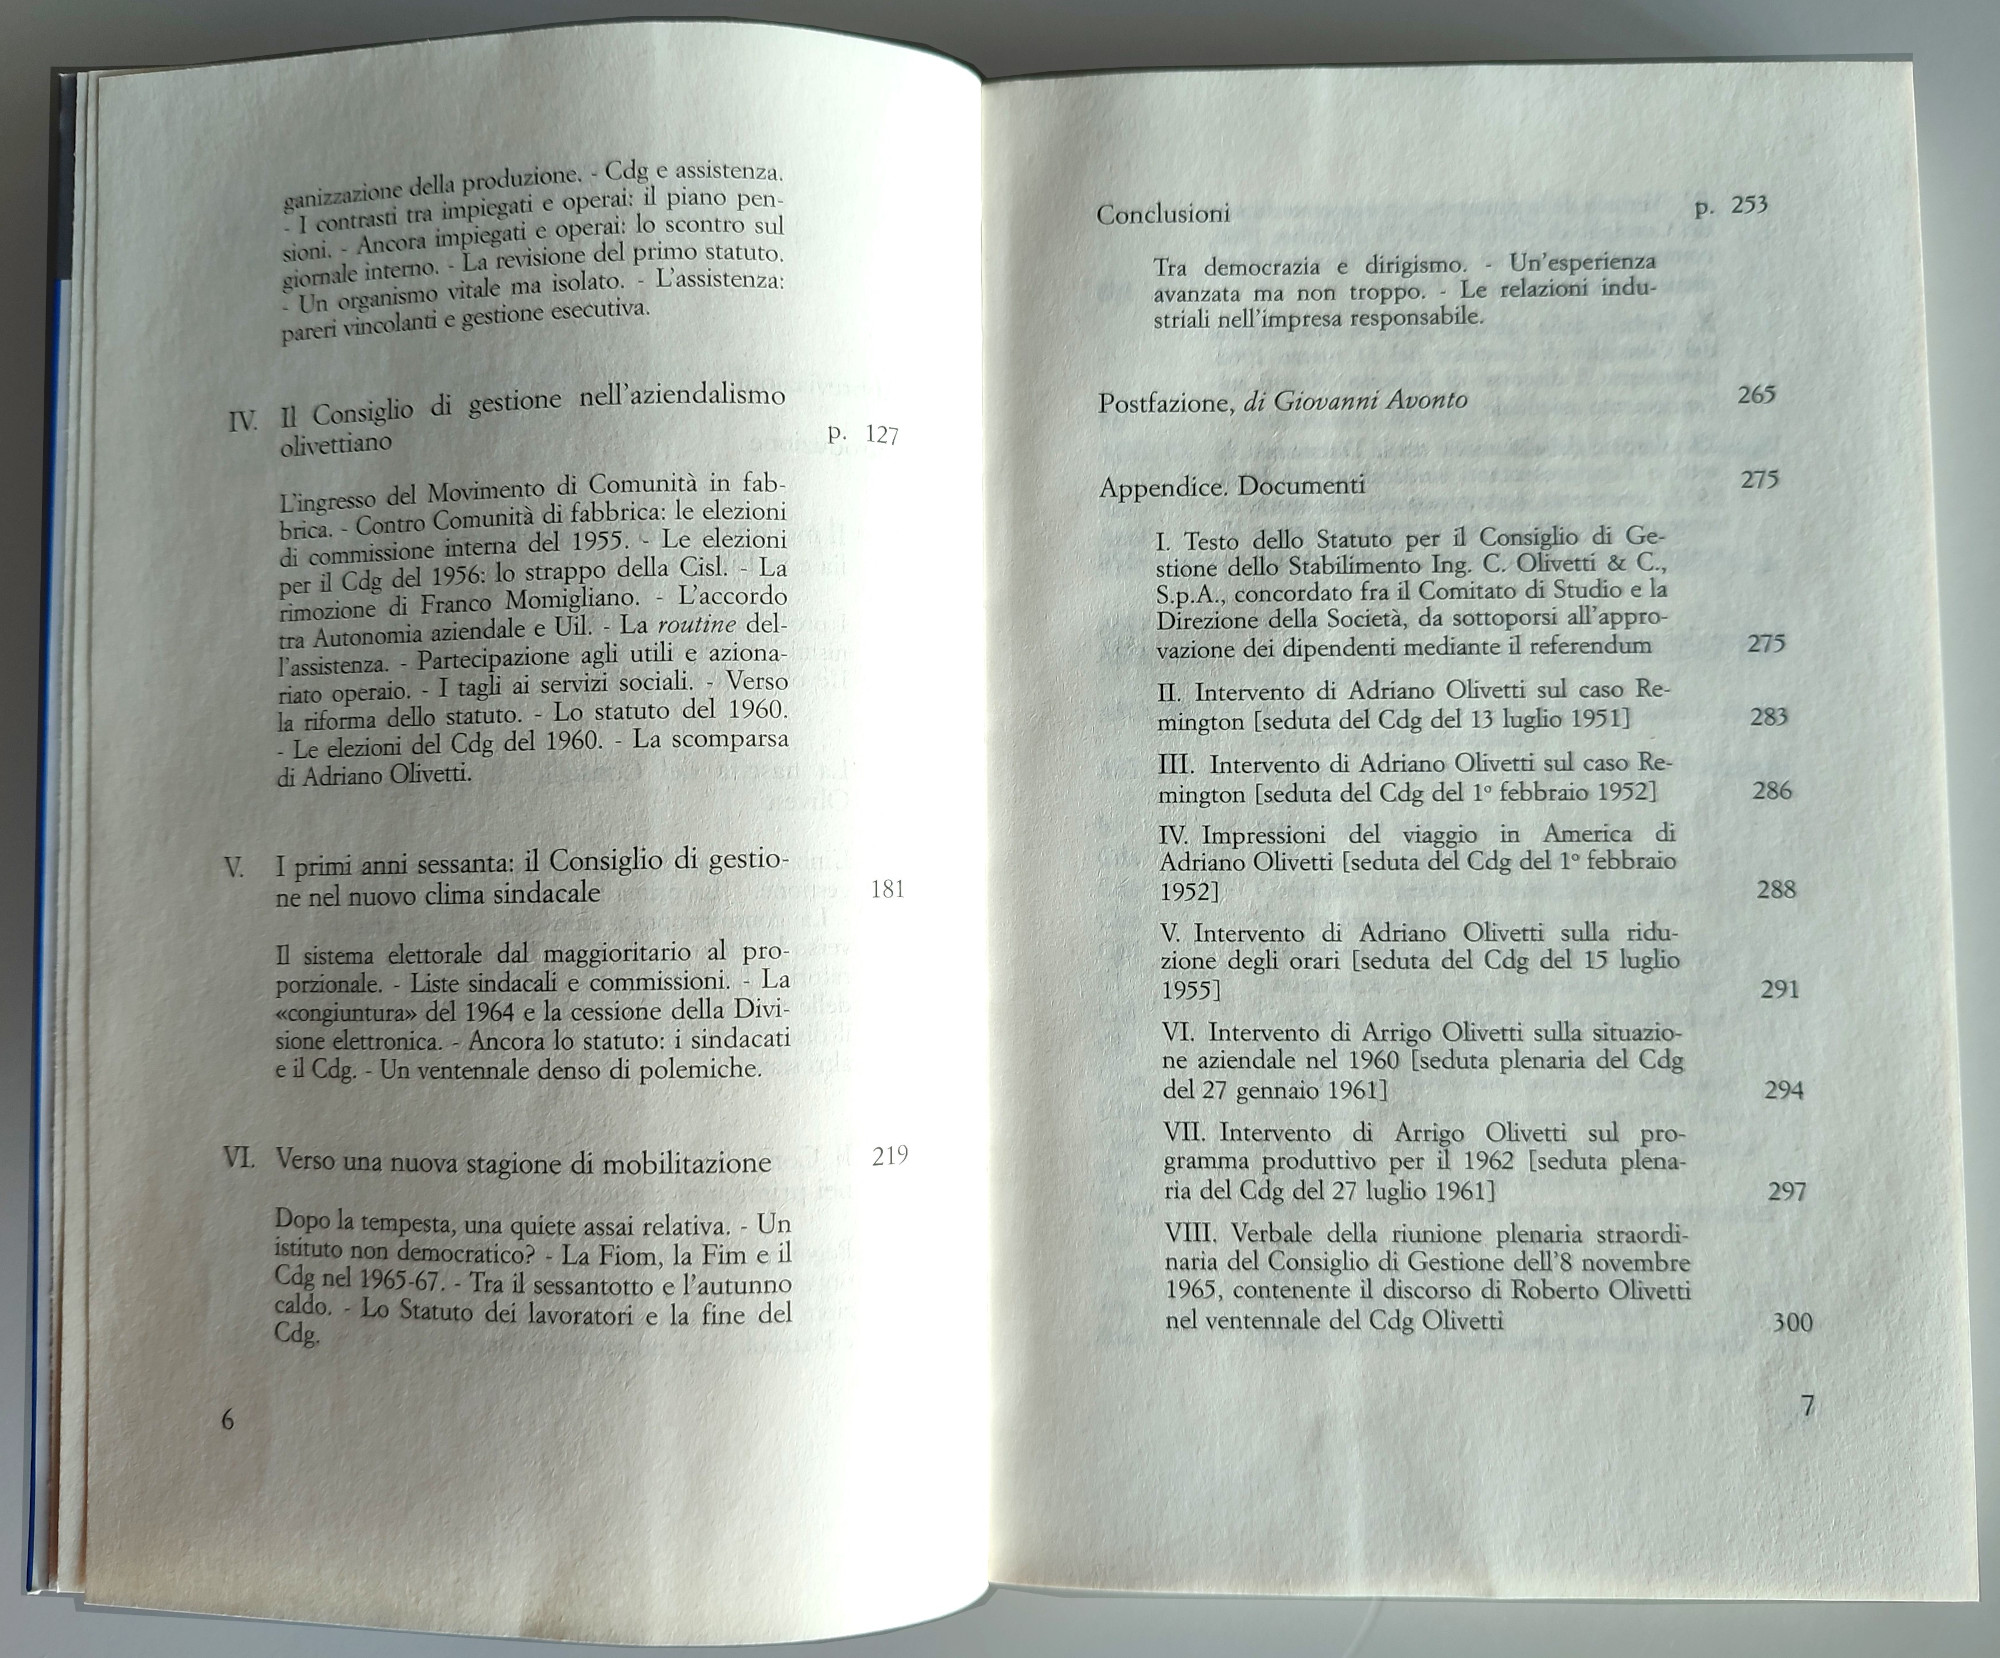 ganizzazione della produzione. - Cdg e assistenza.
- I contrasti tra impiegati e operai: il piano pen-
sioni. - Ancora impiegati e operai: lo scontro sul
giornale interno. - La revisione del primo statuto.
- Un organismo vitale ma isolato. - L'assistenza:
pareri vincolanti e gestione esecutiva.
IV. Il Consiglio di gestione nell'aziendalismo
olivettiano p. 127
L'ingresso del Movimento di Comunità in fab-
brica. - Contro Comunità di fabbrica: le elezioni
di commissione interna del 1955. - Le elezioni
per il Cdg del 1956: lo strappo della Cisl. - La
rimozione di Franco Momigliano. - L'accordo
tra Autonomia aziendale e Uil. - La routine del-
l'assistenza. - Partecipazione agli utili e aziona-
riato operaio. - I tagli ai servizi sociali. - Verso
la riforma dello statuto. - Lo statuto del 1960.
- Le elezioni del Cdg del 1960. - La scomparsa
di Adriano Olivetti.
V. I primi anni sessanta: il Consiglio di gestio-
ne nel nuovo clima sindacale 181
Il sistema elettorale dal maggioritario al pro-
porzionale. - Liste sindacali e commissioni. - La
«congiuntura» del 1964 e la cessione della Divi-
sione elettronica. - Ancora lo statuto: i sindacati
e il Cdg. - Un ventennale denso di polemiche.
VI. Verso una nuova stagione di mobilitazione 219
Dopo la tempesta, una quiete assai relativa. - Un
istituto non democratico? - La Fiom, la Fim e il
Cdg nel 1965-67. - Tra il sessantotto e l'autunno
caldo. - Lo Statuto dei lavoratori e la fine del
Cdg.
6
Conclusioni p. 253
Tra democrazia e dirigismo. - Un'esperienza
avanzata ma non troppo. - Le relazioni indu-
striali nell'impresa responsabile.
Postfazione, di Giovanni Avonto 265
Appendice. Documenti 275
I. Testo dello Statuto per il Consiglio di Ge-
stione dello Stabilimento Ing. C. Olivetti & C.,
S.p.A., concordato fra il Comitato di Studio e la
Direzione della Società, da sottoporsi all'appro-
vazione dei dipendenti mediante il referendum 275
II. Intervento di Adriano Olivetti sul caso Re-
mington [seduta del Cdg del 13 luglio 1951] 283
III. Intervento di Adriano Olivetti sul caso Re-
mington [seduta del Cdg del 1º febbraio 1952] 286
IV. Impressioni del viaggio in America di
Adriano Olivetti [seduta del Cdg del 1º febbraio
1952] 288
V. Intervento di Adriano Olivetti sulla ridu-
zione degli orari [seduta del Cdg del 15 luglio
1955] 291
VI. Intervento di Arrigo Olivetti sulla situazio-
ne aziendale nel 1960 [seduta plenaria del Cdg
del 27 gennaio 1961] 294
VII. Intervento di Arrigo Olivetti sul pro-
gramma produttivo per il 1962 [seduta plena-
ria del Cdg del 27 luglio 1961] 297
VIII. Verbale della riunione plenaria straordi-
naria del Consiglio di Gestione dell'8 novembre
1965, contenente il discorso di Roberto Olivetti
nel ventennale del Cdg Olivetti 300
7